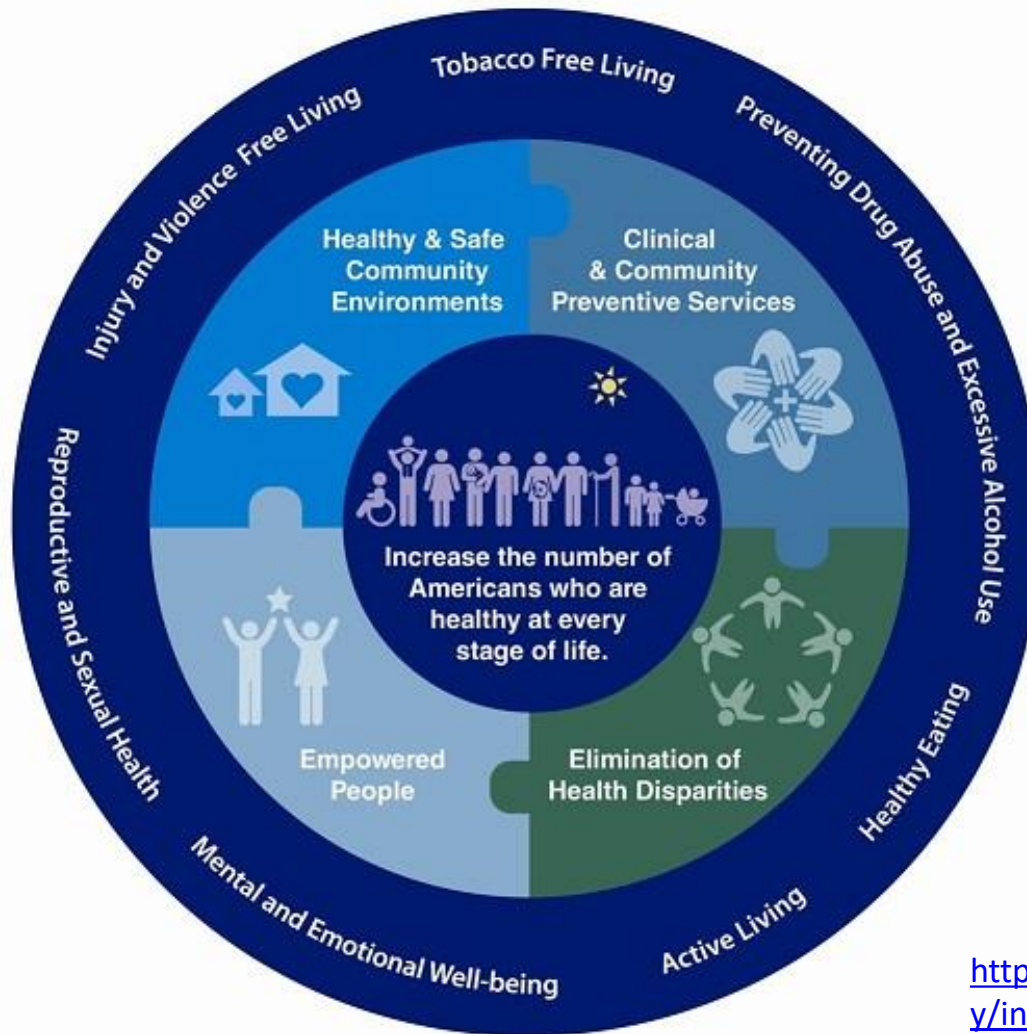 Tobacco Free Living
Preventing Drug Abuse and Excessive Alcohol Use
Healthy Eating
Active Living
Mental and Emotional Well-being
Reproductive and Sexual Health
Injury and Violence Free Living
Healthy & Safe
Community
Environments
Clinical
& Community
Preventive Services
Increase the number of
Americans who are
healthy at every
stage of life.
Empowered
People
Elimination of
Health Disparities
http
y/in